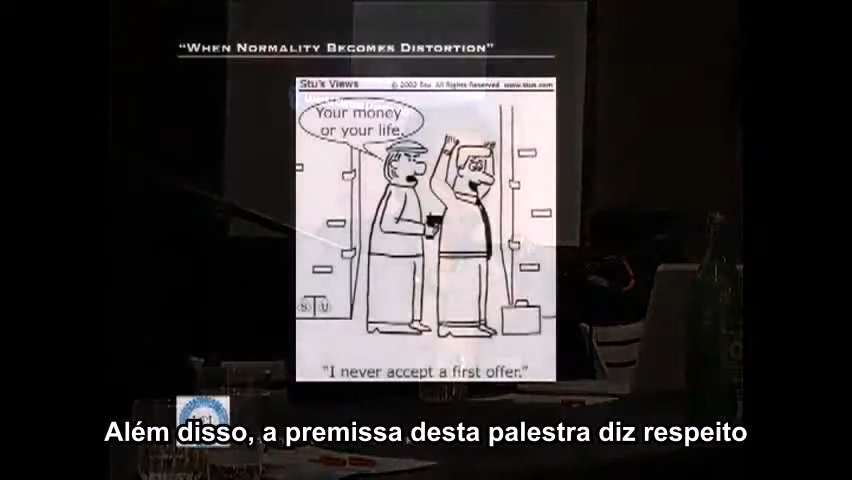 “WHEN NORMALITY BECOMES DISTORTION”
Stu's Views © 2002 Stu. All Rights Reserved www.stus.com
Your money
or your life.
S U
"I never accept a first offer."
Além disso, a premissa desta palestra diz respeito